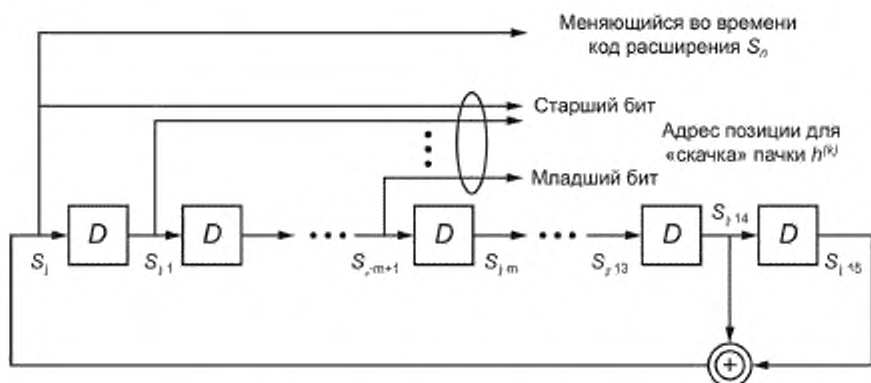 Меняющийся во времени
код расширения Sₙ
Старший бит
Адрес позиции для
«скачка» пачки h⁽ᵏ⁾
Младший бит
D
D
D
D
D
Sⱼ
Sⱼ₋₁
Sⱼ₋ₘ₊₁
Sⱼ₋ₘ
Sⱼ₋₁₃
Sⱼ₋₁₄
Sⱼ₋₁₅
+